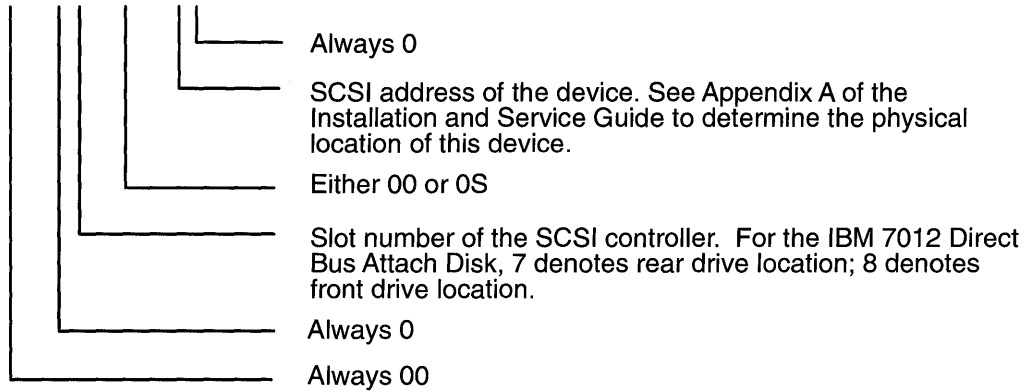 Always 0
SCSI address of the device. See Appendix A of the
Installation and Service Guide to determine the physical
location of this device.
Either 00 or 0S
Slot number of the SCSI controller. For the IBM 7012 Direct
Bus Attach Disk, 7 denotes rear drive location; 8 denotes
front drive location.
Always 0
Always 00